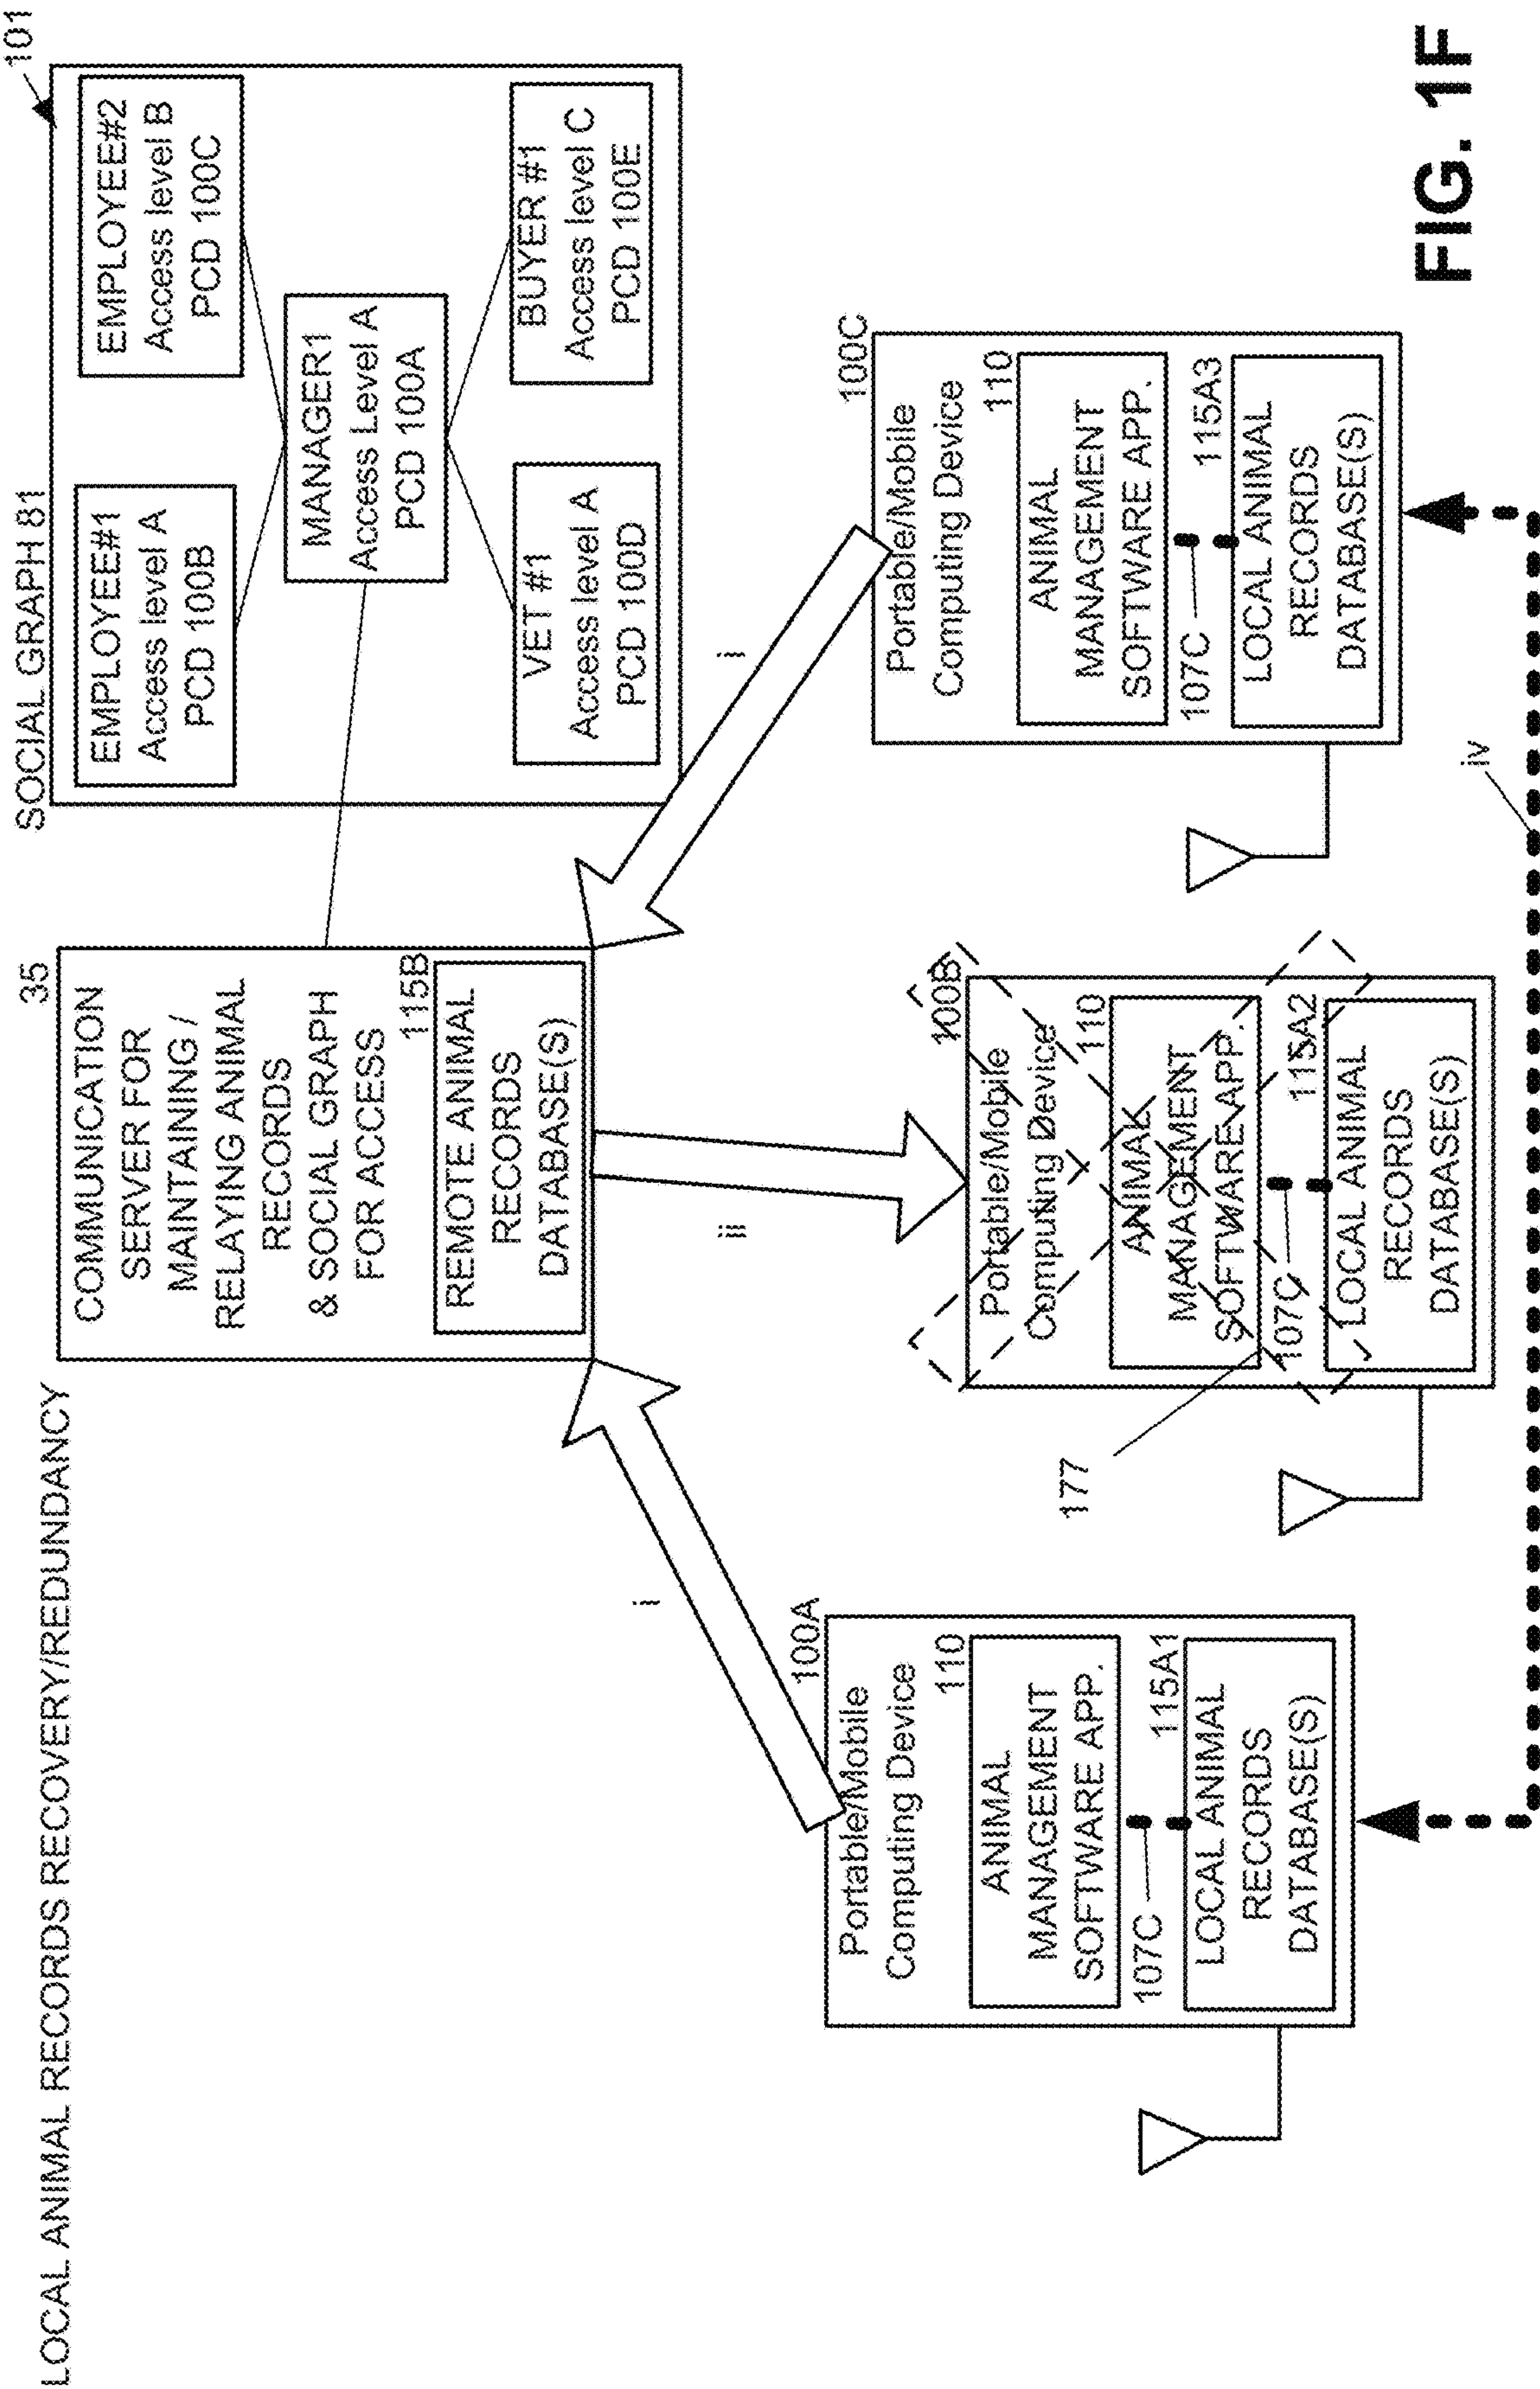 LOCAL ANIMAL RECORDS RECOVERY/REDUNDANCY
35
COMMUNICATION
SERVER FOR
MAINTAINING /
RELAYING ANIMAL
RECORDS
& SOCIAL GRAPH
FOR ACCESS
115B
REMOTE ANIMAL
RECORDS
DATABASE(S)
SOCIAL GRAPH 81
101
EMPLOYEE#1
Access level A
PCD 100B
EMPLOYEE#2
Access level B
PCD 100C
MANAGER1
Access Level A
PCD 100A
VET #1
Access level A
PCD 100D
BUYER #1
Access level C
PCD 100E
i
ii
i
100A
Portable/Mobile
Computing Device
110
ANIMAL
MANAGEMENT
SOFTWARE APP.
107C
115A1
LOCAL ANIMAL
RECORDS
DATABASE(S)
177
100B
Portable/Mobile
Computing Device
110
ANIMAL
MANAGEMENT
SOFTWARE APP.
107C
115A2
LOCAL ANIMAL
RECORDS
DATABASE(S)
100C
Portable/Mobile
Computing Device
110
ANIMAL
MANAGEMENT
SOFTWARE APP.
107C
115A3
LOCAL ANIMAL
RECORDS
DATABASE(S)
iv
FIG. 1F